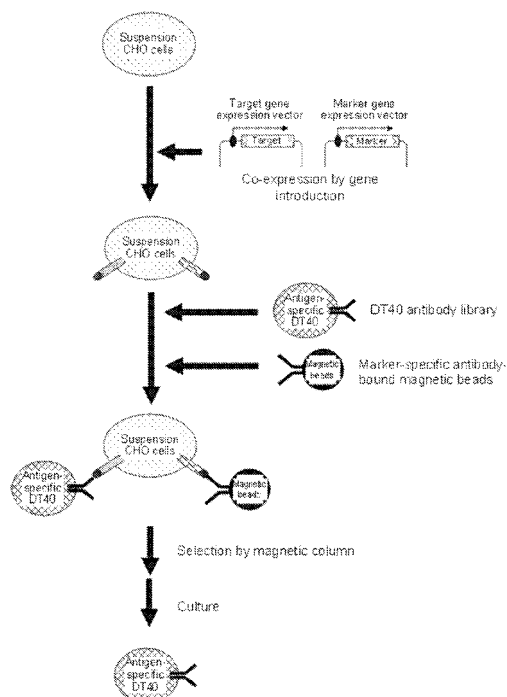 Suspension
CHO cells
Target gene
expression vector
Marker gene
expression vector
Target
Marker
Co-expression by gene
introduction
Suspension
CHO cells
Antigen-
specific
DT40
DT40 antibody library
Magnetic
beads
Marker-specific antibody-
bound magnetic beads
Suspension
CHO cells
Antigen-
specific
DT40
Magnetic
beads
Selection by magnetic column
Culture
Antigen-
specific
DT40